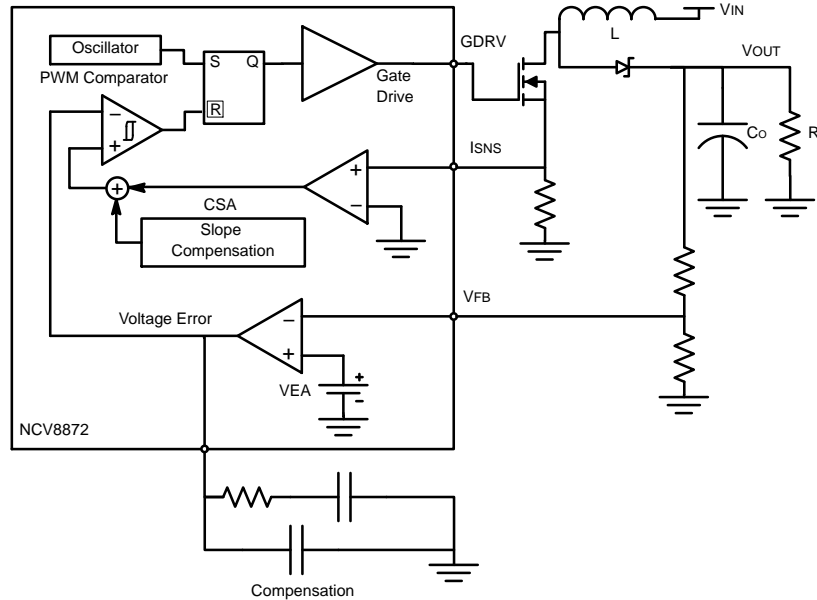 VIN
L
VOUT
GDRV
Oscillator
S Q
PWM Comparator
Gate
Drive
R
−
+
CO
R
ISNS
+
−
+
CSA
Slope
Compensation
VFB
Voltage Error
−
+
VEA
+
−
NCV8872
Compensation